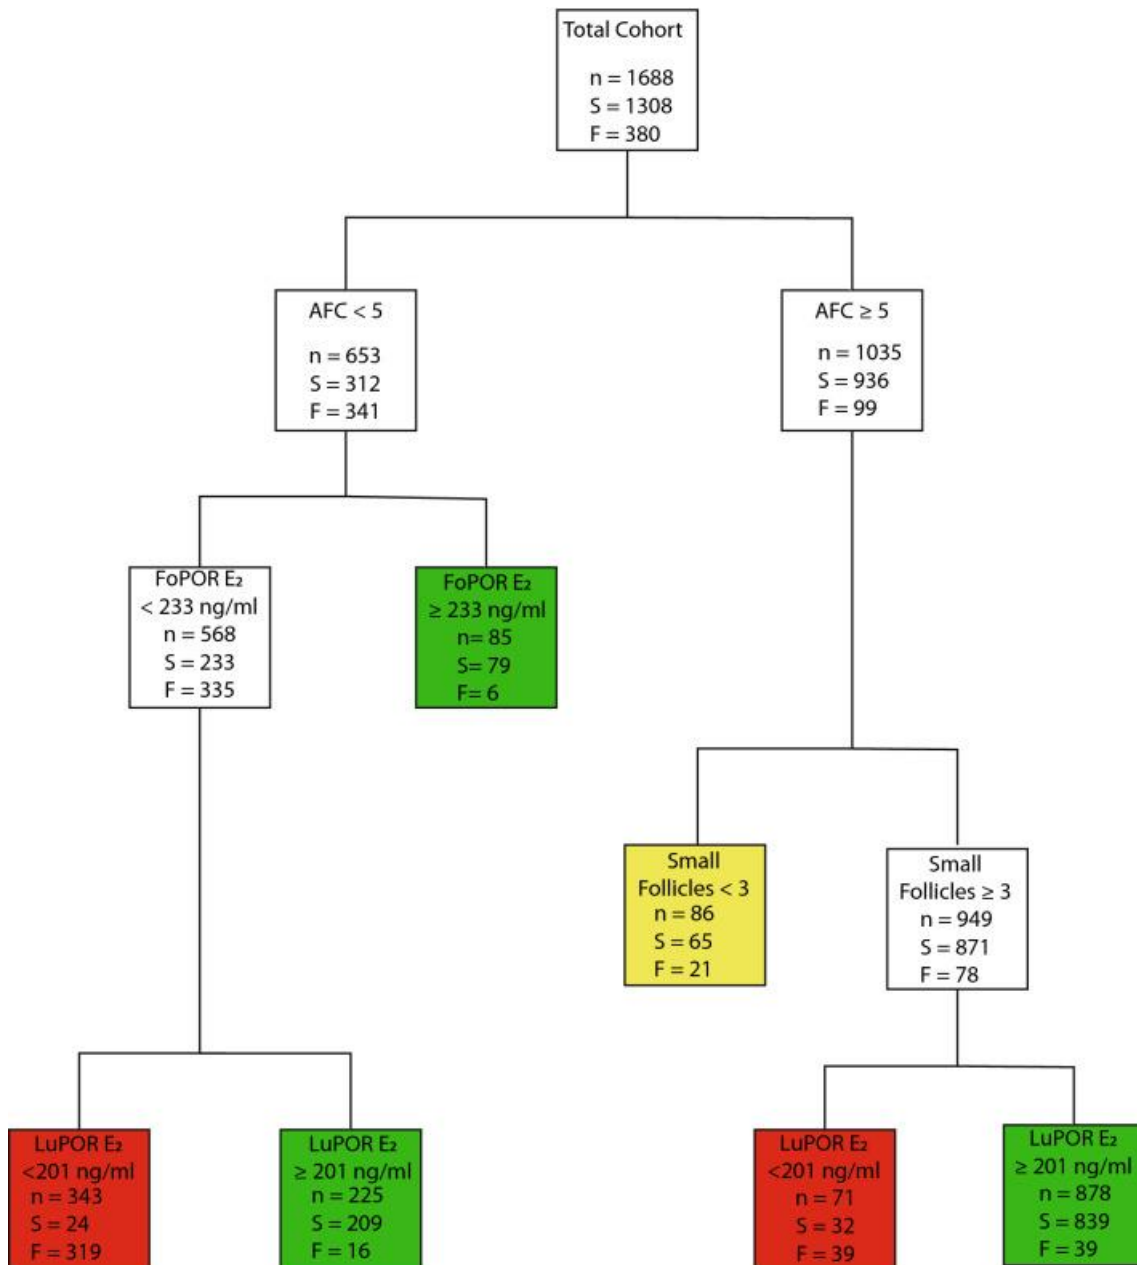 Total Cohort
n = 1688
S = 1308
F = 380
AFC < 5
n = 653
S = 312
F = 341
AFC ≥ 5
n = 1035
S = 936
F = 99
FoPOR E₂
< 233 ng/ml
n = 568
S = 233
F = 335
FoPOR E₂
≥ 233 ng/ml
n= 85
S= 79
F= 6
Small
Follicles < 3
n = 86
S = 65
F = 21
Small
Follicles ≥ 3
n = 949
S = 871
F = 78
LuPOR E₂
<201 ng/ml
n = 343
S = 24
F = 319
LuPOR E₂
≥ 201 ng/ml
n = 225
S = 209
F = 16
LuPOR E₂
<201 ng/ml
n = 71
S = 32
F = 39
LuPOR E₂
≥ 201 ng/ml
n = 878
S = 839
F = 39